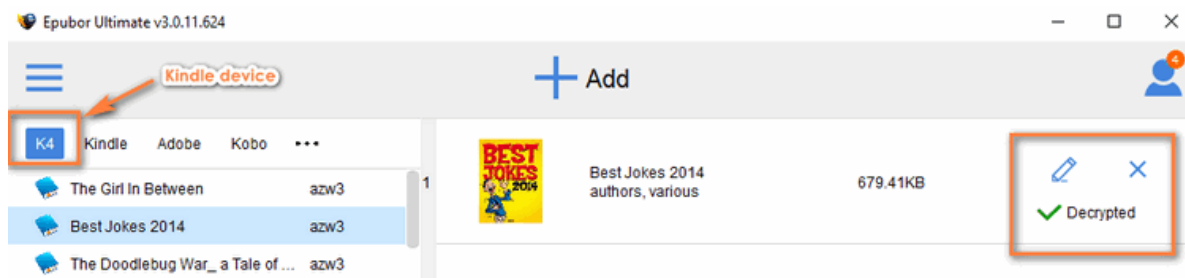 Epubor Ultimate v3.0.11.624
Kindle device
Add
4
K4 Kindle Adobe Kobo •••
The Girl In Between azw3
Best Jokes 2014 azw3
The Doodlebug War_ a Tale of ... azw3
1
BEST
JOKES
2014
Best Jokes 2014
authors, various
679.41KB
Decrypted